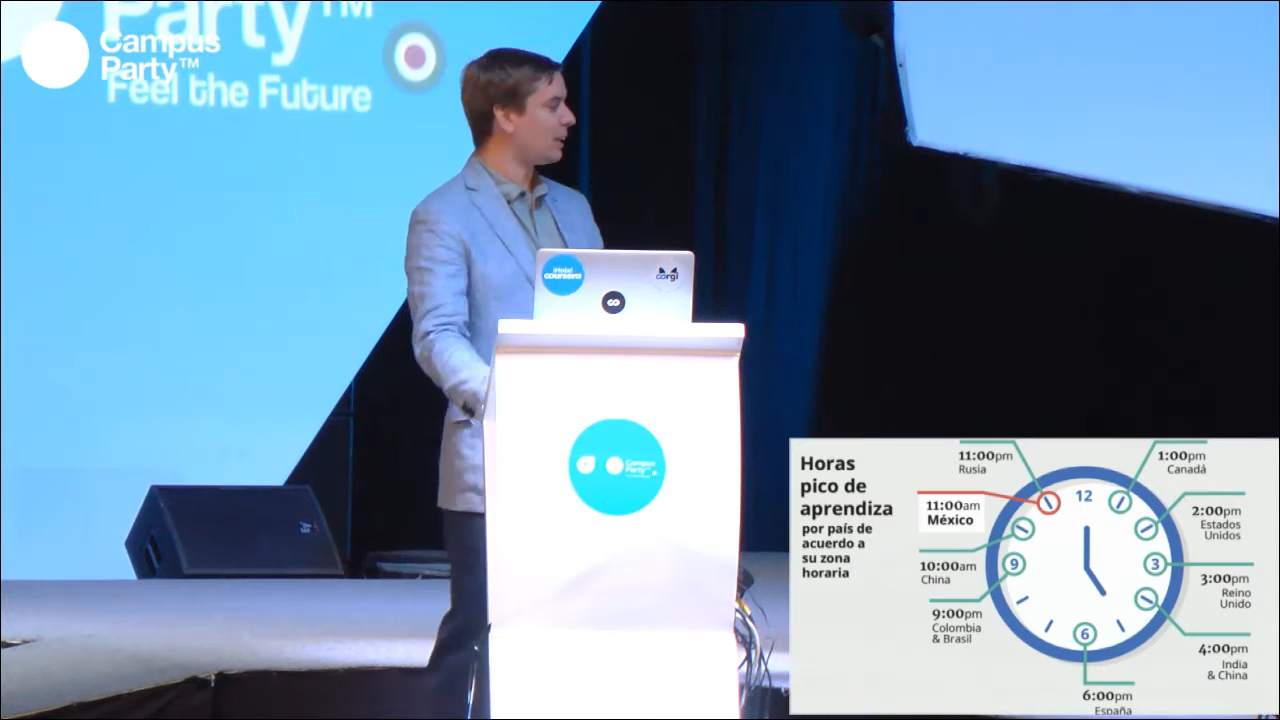 Party™
Feel the Future
Campus
Party™
¡Hola!
coursera
corgi
Campus
Party
Horas
pico de
aprendiza
por país de
acuerdo a
su zona
horaria
11:00pm
Rusia
1:00pm
Canadá
11:00am
México
2:00pm
Estados
Unidos
10:00am
China
3:00pm
Reino
Unido
9:00pm
Colombia
& Brasil
4:00pm
India
& China
6:00pm
España
12
9
3
6